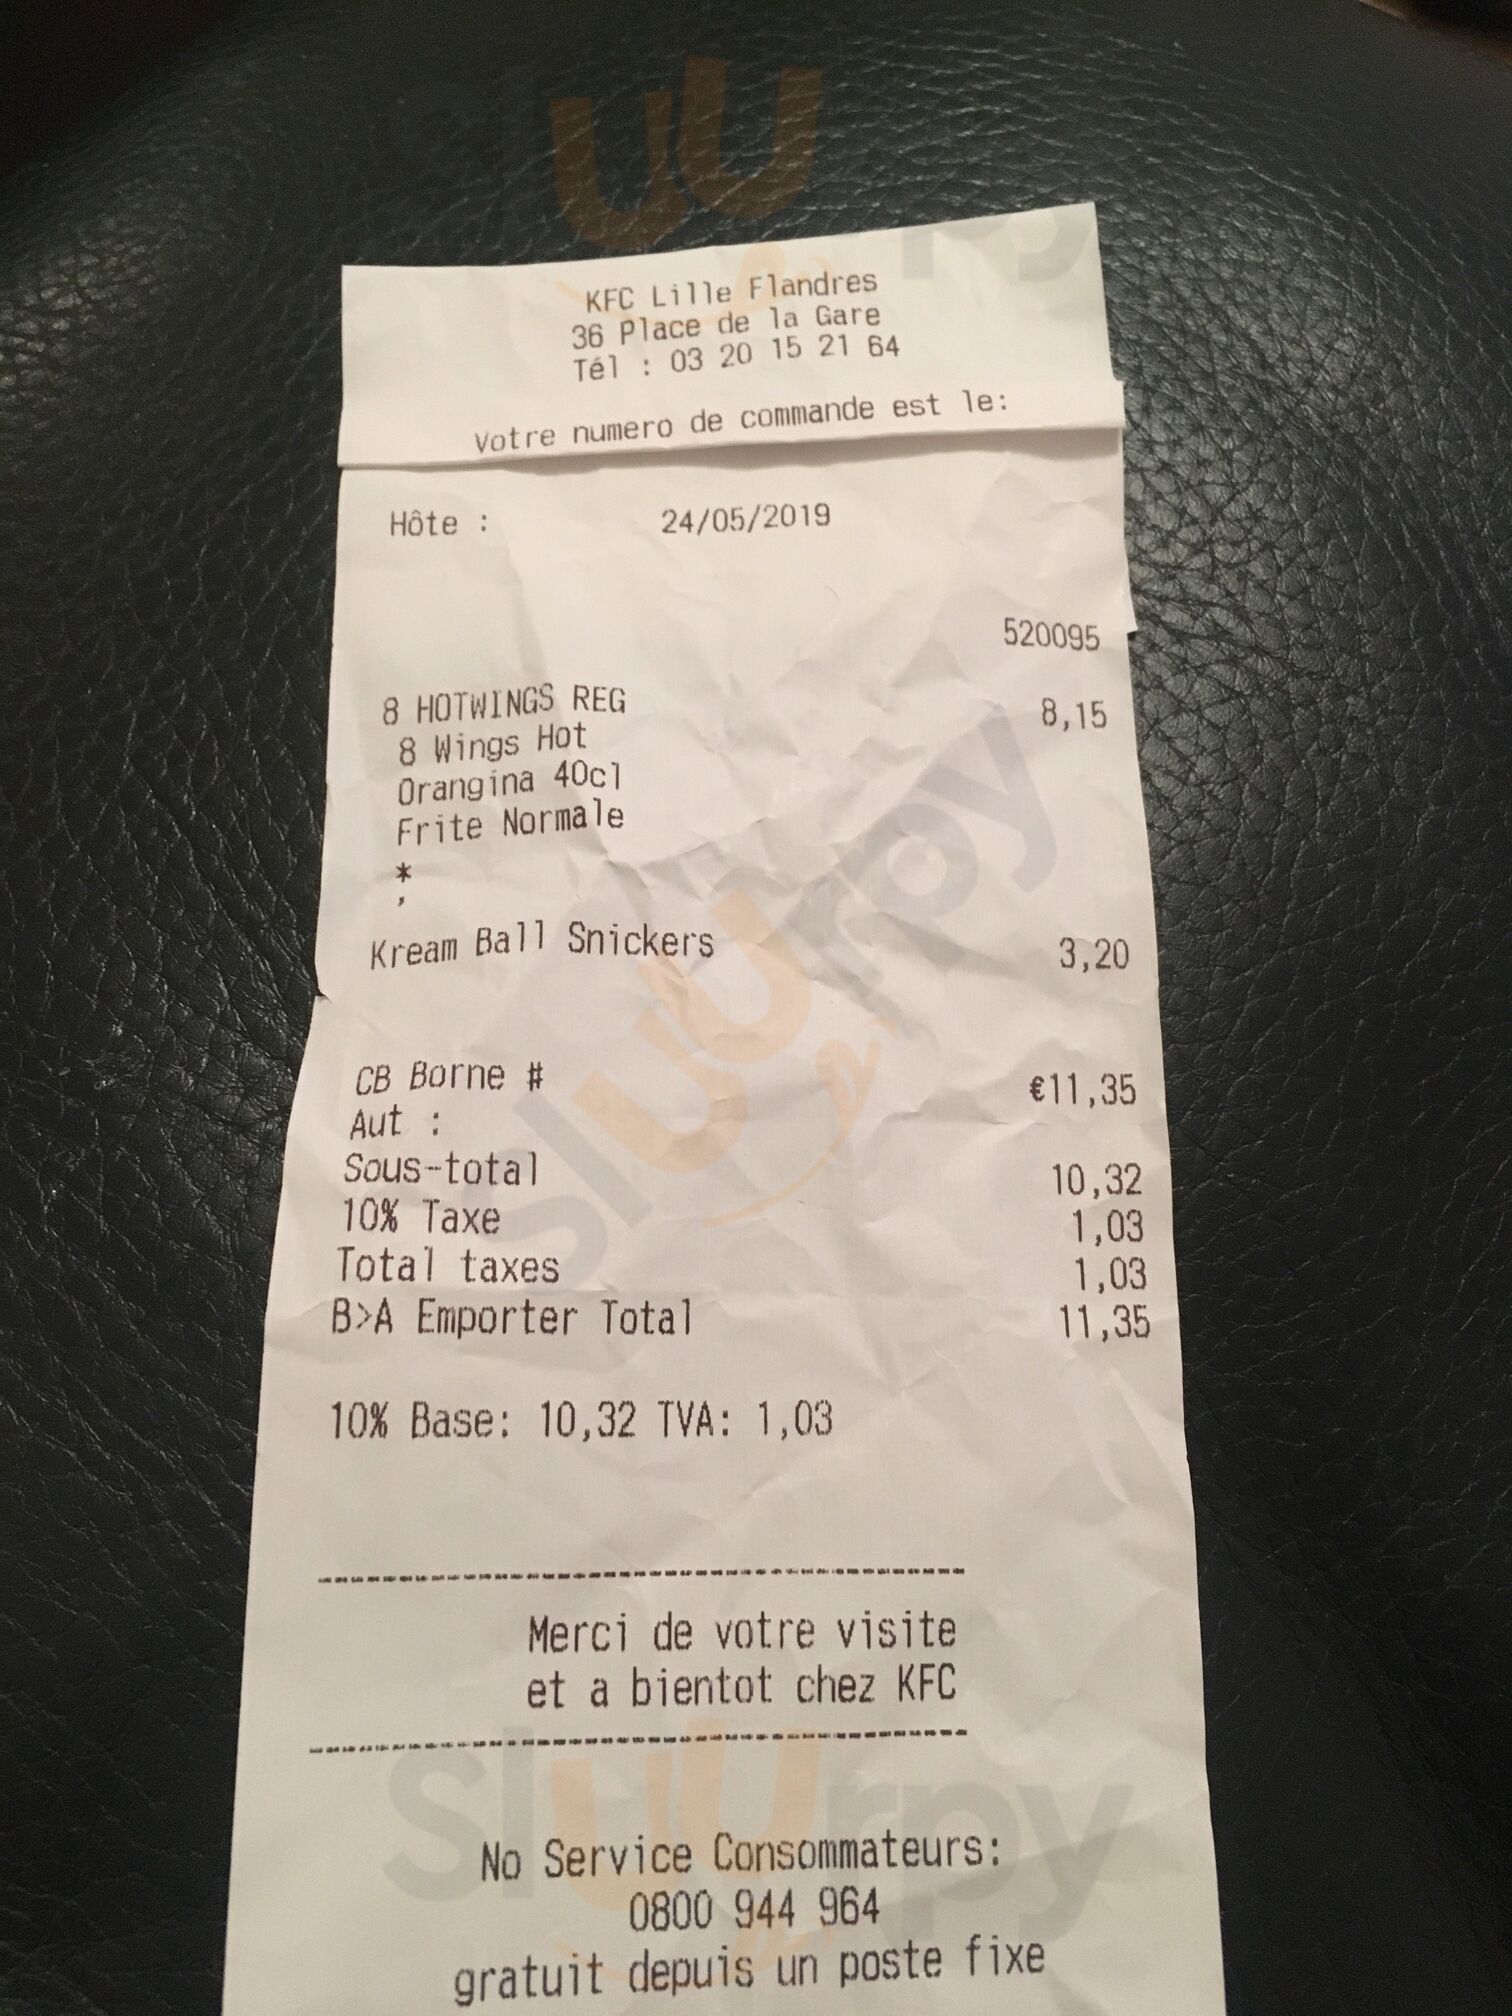 KFC Lille Flandres
36 Place de la Gare
Tél : 03 20 15 21 64
Votre numero de commande est le:
Hôte : 24/05/2019
520095
8 HOTWINGS REG 8,15
8 Wings Hot
Orangina 40cl
Frite Normale
*
,
Kream Ball Snickers 3,20
CB Borne # €11,35
Aut :
Sous-total 10,32
10% Taxe 1,03
Total taxes 1,03
B>A Emporter Total 11,35
10% Base: 10,32 TVA: 1,03
Merci de votre visite
et a bientot chez KFC
No Service Consommateurs:
0800 944 964
gratuit depuis un poste fixe
sluurpy
sluurpy